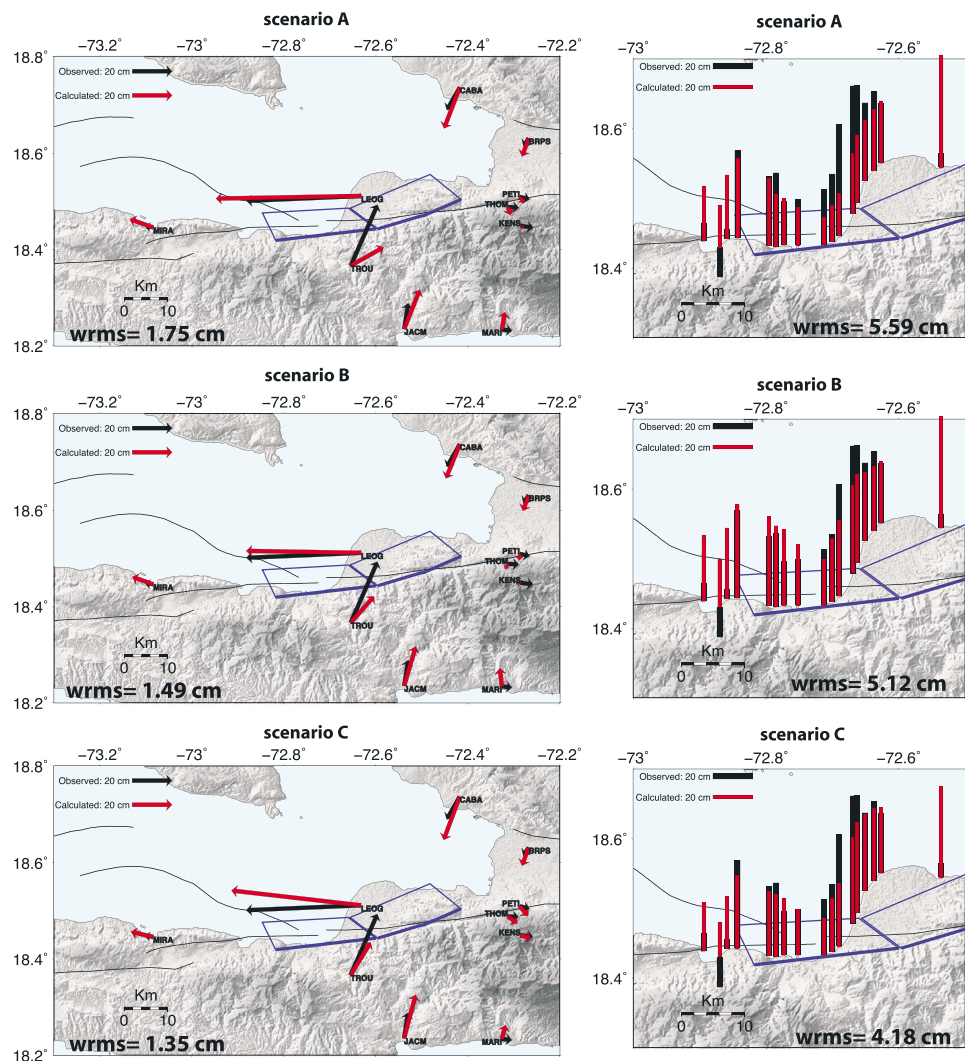 scenario A
−73.2 −73° −72.8° −72.6° −72.4° −72.2°
18.8°
18.6°
18.4°
18.2°
Observed: 20 cm
Calculated: 20 cm
CABA
BRPS
PETI
THOM
KENS
LEOG
MIRA
TROU
JACM
MARI
Km
0 10
wrms= 1.75 cm
scenario A
−73° −72.8° −72.6°
18.6°
18.4°
Observed: 20 cm
Calculated: 20 cm
Km
0 10
wrms= 5.59 cm
scenario B
−73.2° −73° −72.8° −72.6° −72.4° −72.2°
18.8°
18.6°
18.4°
18.2°
Observed: 20 cm
Calculated: 20 cm
CABA
BRPS
PETI
THOM
KENS
LEOG
MIRA
TROU
JACM
MARI
Km
0 10
wrms= 1.49 cm
scenario B
−73° −72.8° −72.6°
18.6°
18.4°
Observed: 20 cm
Calculated: 20 cm
Km
0 10
wrms= 5.12 cm
scenario C
−73.2° −73° −72.8° −72.6° −72.4° −72.2°
18.8°
18.6°
18.4°
18.2°
Observed: 20 cm
Calculated: 20 cm
CABA
BRPS
PETI
THOM
KENS
LEOG
MIRA
TROU
JACM
MARI
Km
0 10
wrms= 1.35 cm
scenario C
−73° −72.8° −72.6°
18.6°
18.4°
Observed: 20 cm
Calculated: 20 cm
Km
0 10
wrms= 4.18 cm